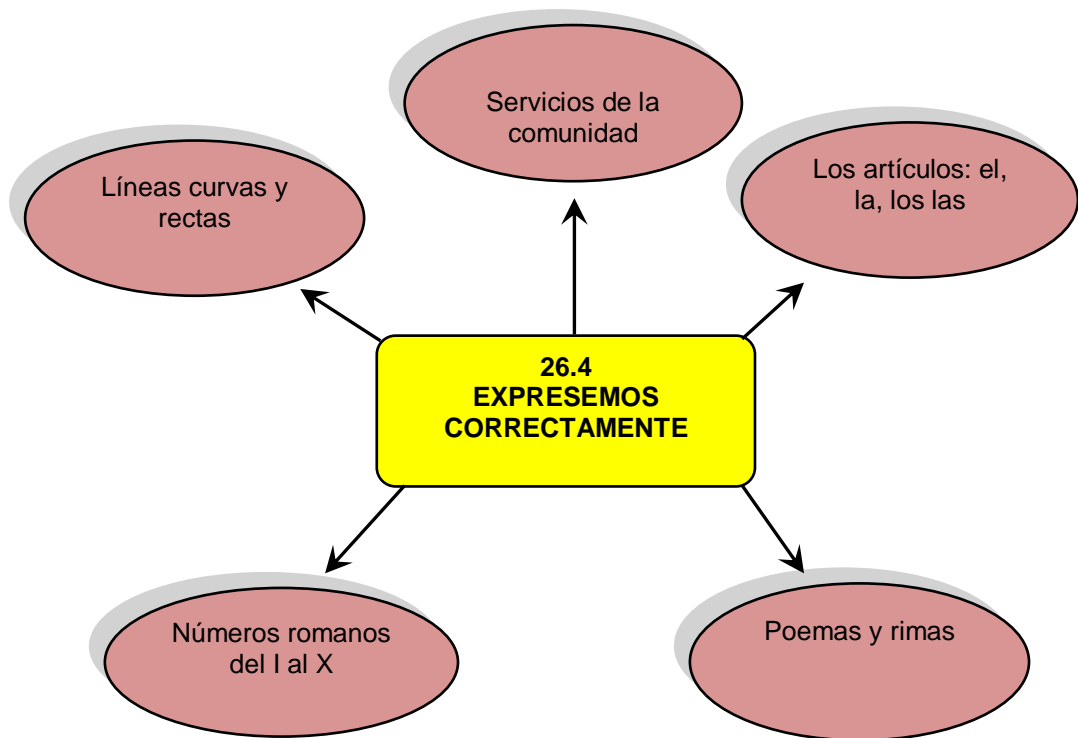 Servicios de la
comunidad
Líneas curvas y
rectas
Los artículos: el,
la, los las
26.4
EXPRESEMOS
CORRECTAMENTE
Números romanos
del I al X
Poemas y rimas